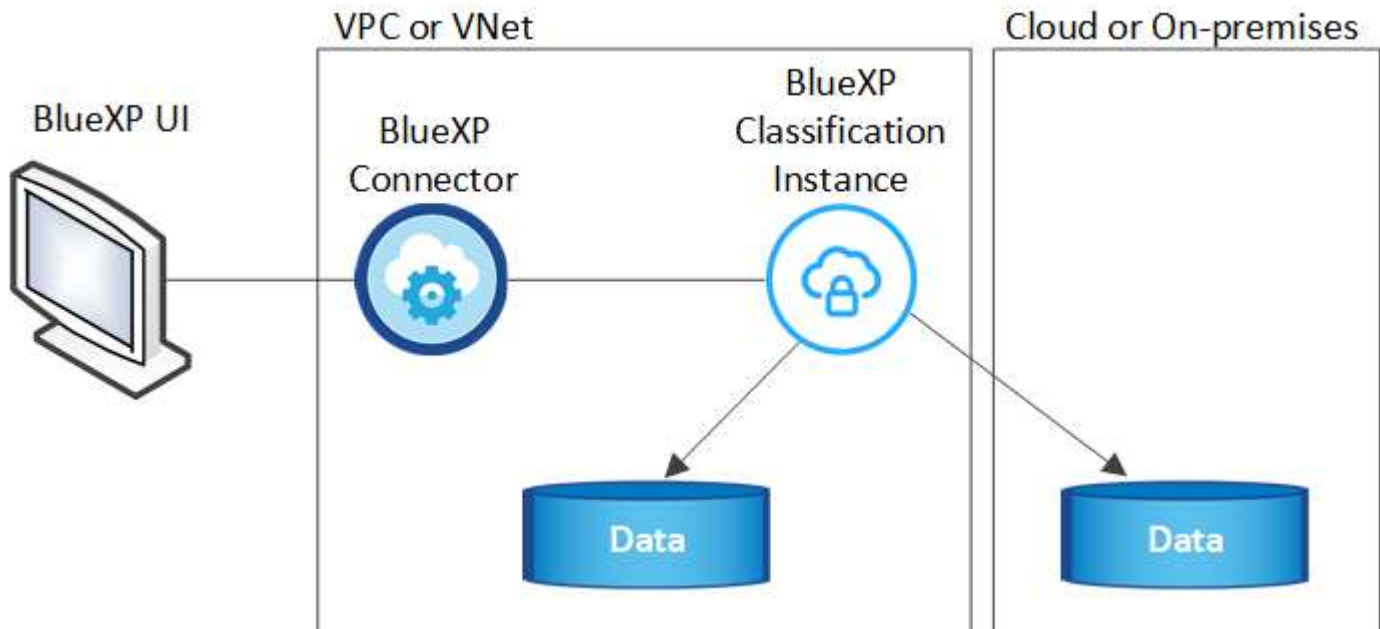 VPC or VNet
Cloud or On-premises
BlueXP UI
BlueXP
Connector
BlueXP
Classification
Instance
Data
Data